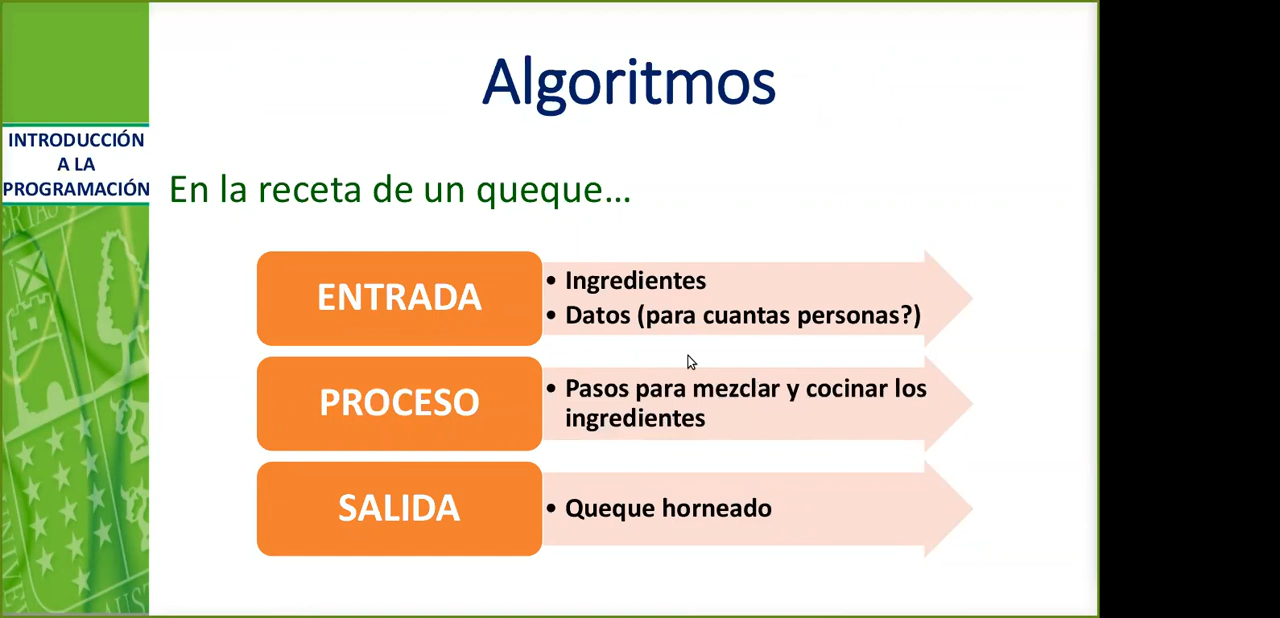 Algoritmos
INTRODUCCIÓN
A LA
PROGRAMACIÓN
En la receta de un queque...
ENTRADA
• Ingredientes
• Datos (para cuantas personas?)
PROCESO
• Pasos para mezclar y cocinar los
ingredientes
SALIDA
• Queque horneado